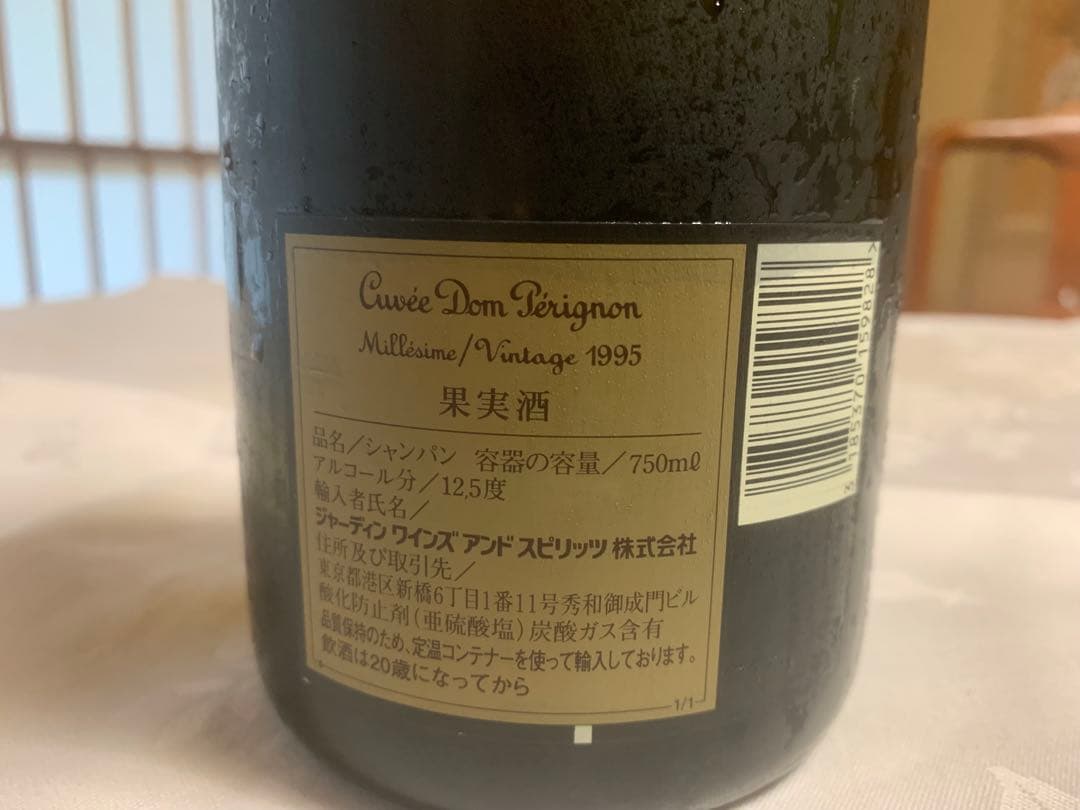 Cuvée Dom Pérignon
Millésime/Vintage 1995
果実酒
品名/シャンパン 容器の容量/750mℓ
アルコール分/12,5度
輸入者氏名/
ジャーディン ワインズ アンド スピリッツ 株式会社
住所及び取引先/
東京都港区新橋6丁目1番11号秀和御成門ビル
酸化防止剤(亜硫酸塩)炭酸ガス含有
品質保持のため、定温コンテナーを使って輸入しております。
飲酒は20歳になってから
1/1
3 185370 159828 >